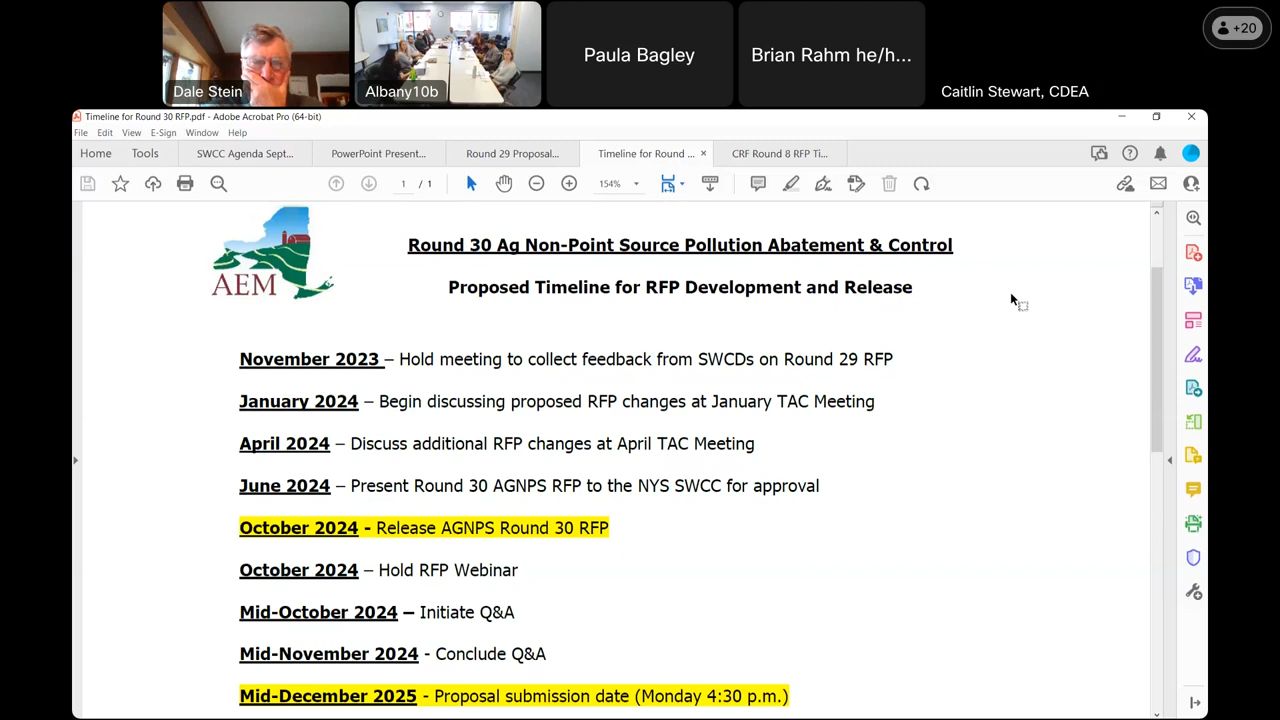 +20
Paula Bagley
Brian Rahm he/h...
Dale Stein
Albany10b
Caitlin Stewart, CDEA
Timeline for Round 30 RFP.pdf - Adobe Acrobat Pro (64-bit)
File Edit View E-Sign Window Help
Home Tools SWCC Agenda Sept... PowerPoint Present... Round 29 Proposal... Timeline for Round ... × CRF Round 8 RFP Ti...
1 / 1 154%
AEM
Round 30 Ag Non-Point Source Pollution Abatement & Control
Proposed Timeline for RFP Development and Release
November 2023 – Hold meeting to collect feedback from SWCDs on Round 29 RFP
January 2024 – Begin discussing proposed RFP changes at January TAC Meeting
April 2024 – Discuss additional RFP changes at April TAC Meeting
June 2024 – Present Round 30 AGNPS RFP to the NYS SWCC for approval
October 2024 - Release AGNPS Round 30 RFP
October 2024 – Hold RFP Webinar
Mid-October 2024 – Initiate Q&A
Mid-November 2024 - Conclude Q&A
Mid-December 2025 - Proposal submission date (Monday 4:30 p.m.)